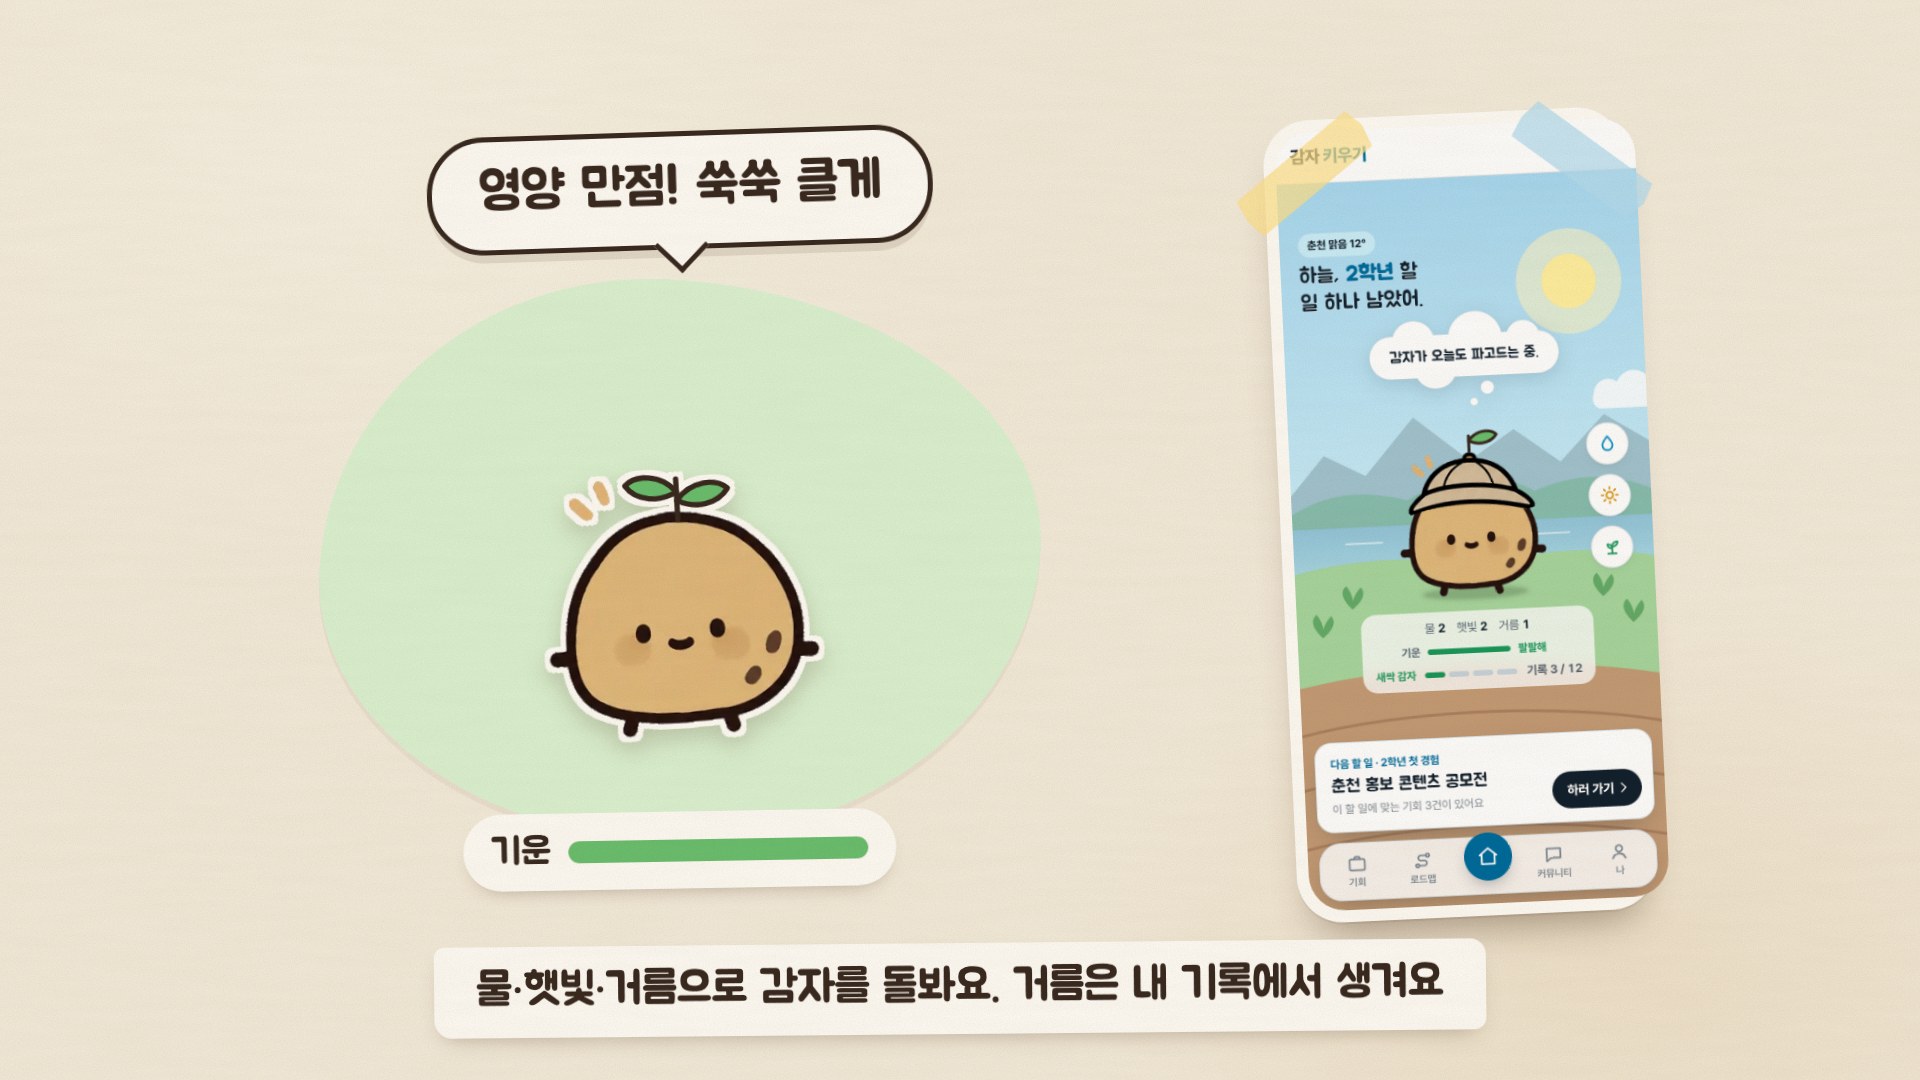 영양 만점! 쑥쑥 클게
기운
물·햇빛·거름으로 감자를 돌봐요. 거름은 내 기록에서 생겨요
감자 키우기
춘천 맑음 12°
하늘, 2학년 할
일 하나 남았어.
감자가 오늘도 파고드는 중.
물 2 햇빛 2 거름 1
기운 팔팔해
새싹 감자 기록 3 / 12
다음 할 일 · 2학년 첫 경험
춘천 홍보 콘텐츠 공모전
이 할 일에 맞는 기회 3건이 있어요
하러 가기
기회 로드맵 커뮤니티 나